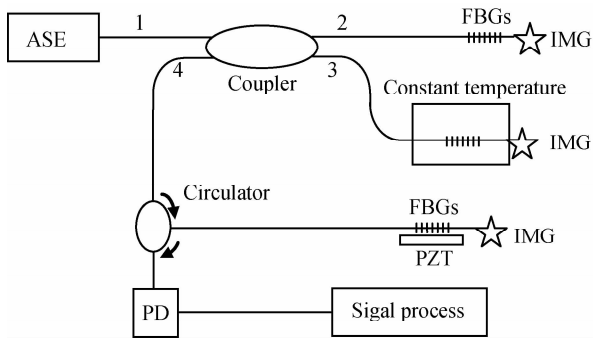 ASE
1
2
FBGs
IMG
4
3
Coupler
Constant temperature
IMG
Circulator
FBGs
IMG
PZT
PD
Sigal process